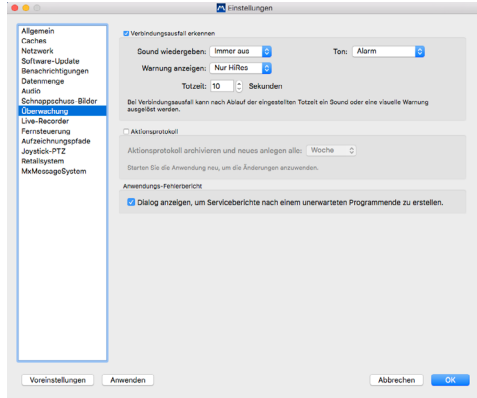 Einstellungen
Allgemein
Caches
Netzwerk
Software-Update
Benachrichtigungen
Datenmenge
Audio
Schnappschuss-Bilder
Überwachung
Live-Recorder
Fernsteuerung
Aufzeichnungspfade
Joystick-PTZ
Retailsystem
MxMessageSystem
Verbindungsausfall erkennen
Sound wiedergeben: Immer aus Ton: Alarm
Warnung anzeigen: Nur HiRes
Totzeit: 10 Sekunden
Bei Verbindungsausfall kann nach Ablauf der eingestellten Totzeit ein Sound oder eine visuelle Warnung
ausgelöst werden.
Aktionsprotokoll
Aktionsprotokoll archivieren und neues anlegen alle: Woche
Starten Sie die Anwendung neu, um die Änderungen anzuwenden.
Anwendungs-Fehlerbericht
Dialog anzeigen, um Serviceberichte nach einem unerwarteten Programmende zu erstellen.
Voreinstellungen Anwenden Abbrechen OK